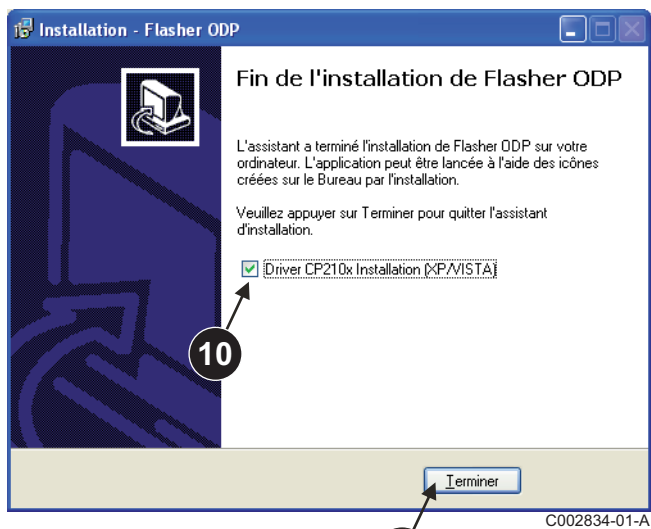 Installation - Flasher ODP
Fin de l'installation de Flasher ODP
L'assistant a terminé l'installation de Flasher ODP sur votre
ordinateur. L'application peut être lancée à l'aide des icônes
créées sur le Bureau par l'installation.
Veuillez appuyer sur Terminer pour quitter l'assistant
d'installation.
Driver CP210x Installation (XP/VISTA)
10
Terminer
C002834-01-A